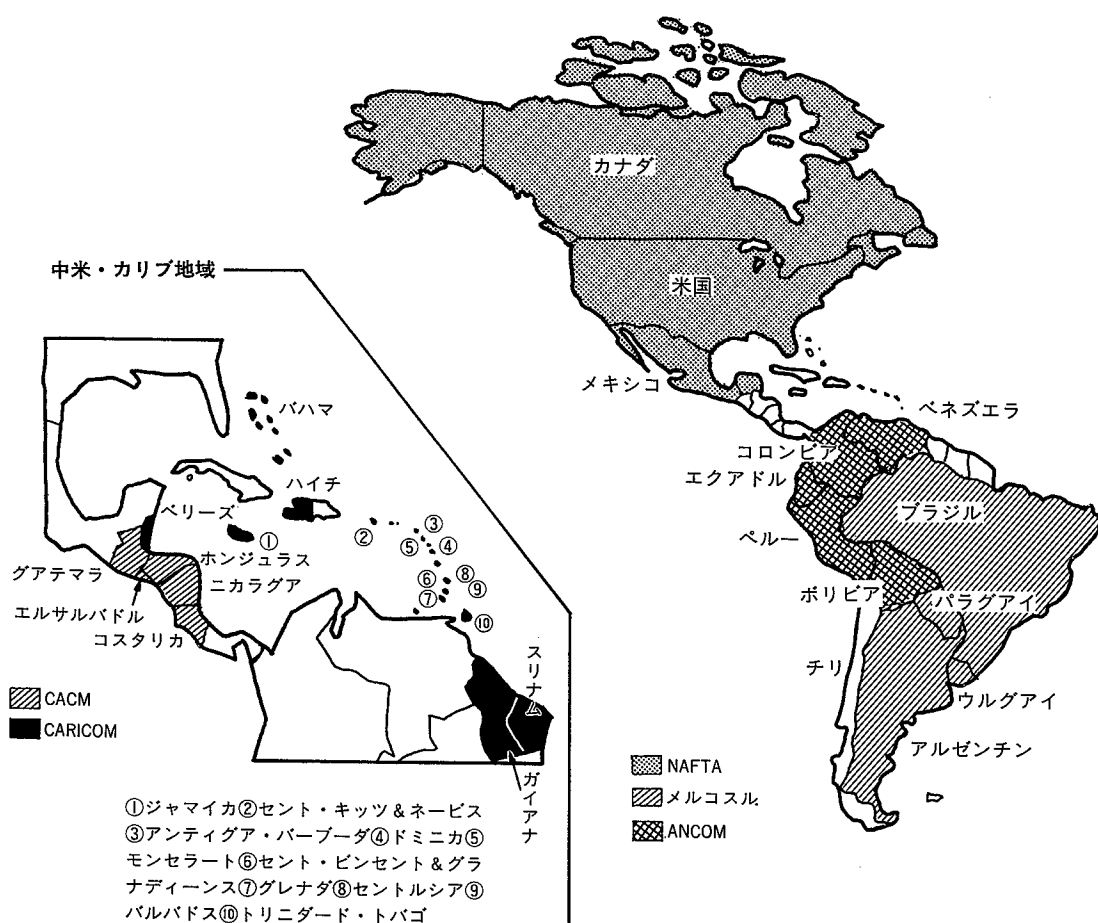 中米・カリブ地域
バハマ
ハイチ
ベリーズ
①
②
③
⑤
④
ホンジュラス
ニカラグア
グアテマラ
⑥
⑧
⑨
⑦
エルサルバドル
コスタリカ
⑩
スリナム
ガイアナ
CACM
CARICOM
①ジャマイカ②セント・キッツ&ネービス
③アンティグア・バーブーダ④ドミニカ⑤
モンセラート⑥セント・ビンセント&グラ
ナディーンス⑦グレナダ⑧セントルシア⑨
バルバドス⑩トリニダード・トバゴ
カナダ
米国
メキシコ
ベネズエラ
コロンビア
エクアドル
ブラジル
ペルー
ボリビア
パラグアイ
チリ
ウルグアイ
アルゼンチン
NAFTA
メルコスル
ANCOM